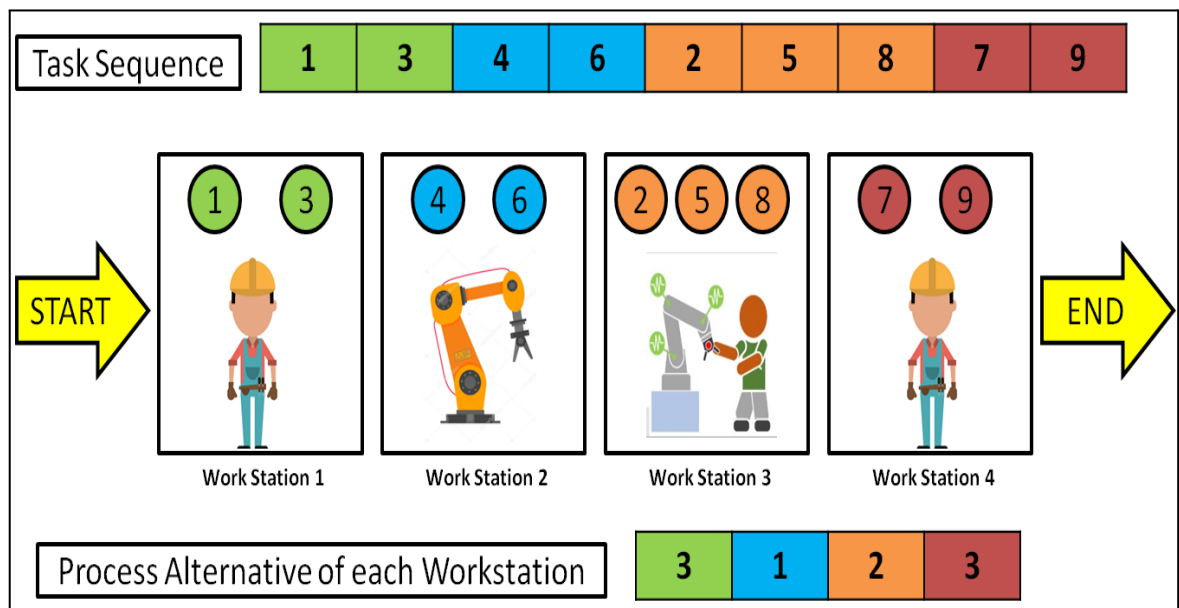 Task Sequence 1 3 4 6 2 5 8 7 9
1 3 4 6 2 5 8 7 9
START END
Work Station 1 Work Station 2 Work Station 3 Work Station 4
Process Alternative of each Workstation 3 1 2 3